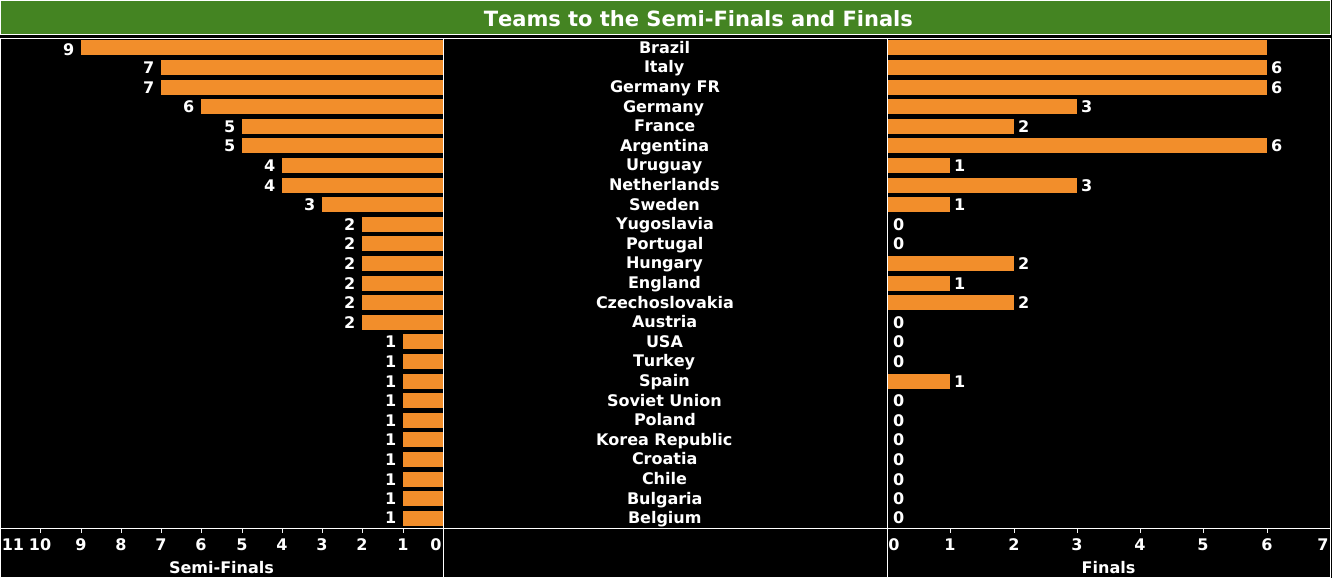 Teams to the Semi-Finals and Finals
9 Brazil
7 Italy 6
7 Germany FR 6
6 Germany 3
5 France 2
5 Argentina 6
4 Uruguay 1
4 Netherlands 3
3 Sweden 1
2 Yugoslavia 0
2 Portugal 0
2 Hungary 2
2 England 1
2 Czechoslovakia 2
2 Austria 0
1 USA 0
1 Turkey 0
1 Spain 1
1 Soviet Union 0
1 Poland 0
1 Korea Republic 0
1 Croatia 0
1 Chile 0
1 Bulgaria 0
1 Belgium 0
11 10 9 8 7 6 5 4 3 2 1 0 0 1 2 3 4 5 6 7
Semi-Finals Finals